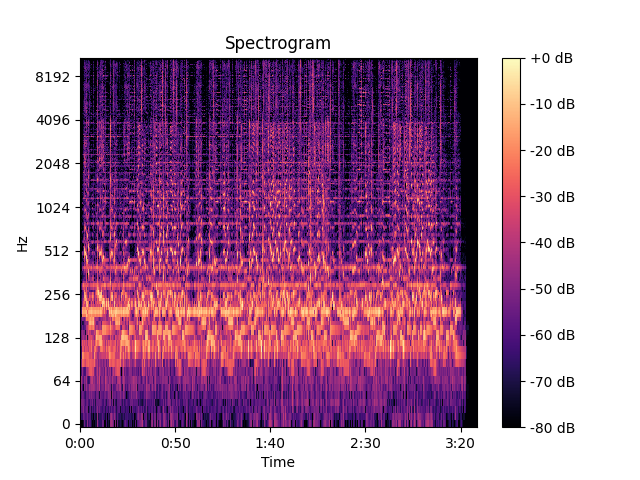 Spectrogram
8192
4096
2048
1024
512
256
128
64
0
Hz
0:00
0:50
1:40
2:30
3:20
Time
+0 dB
-10 dB
-20 dB
-30 dB
-40 dB
-50 dB
-60 dB
-70 dB
-80 dB